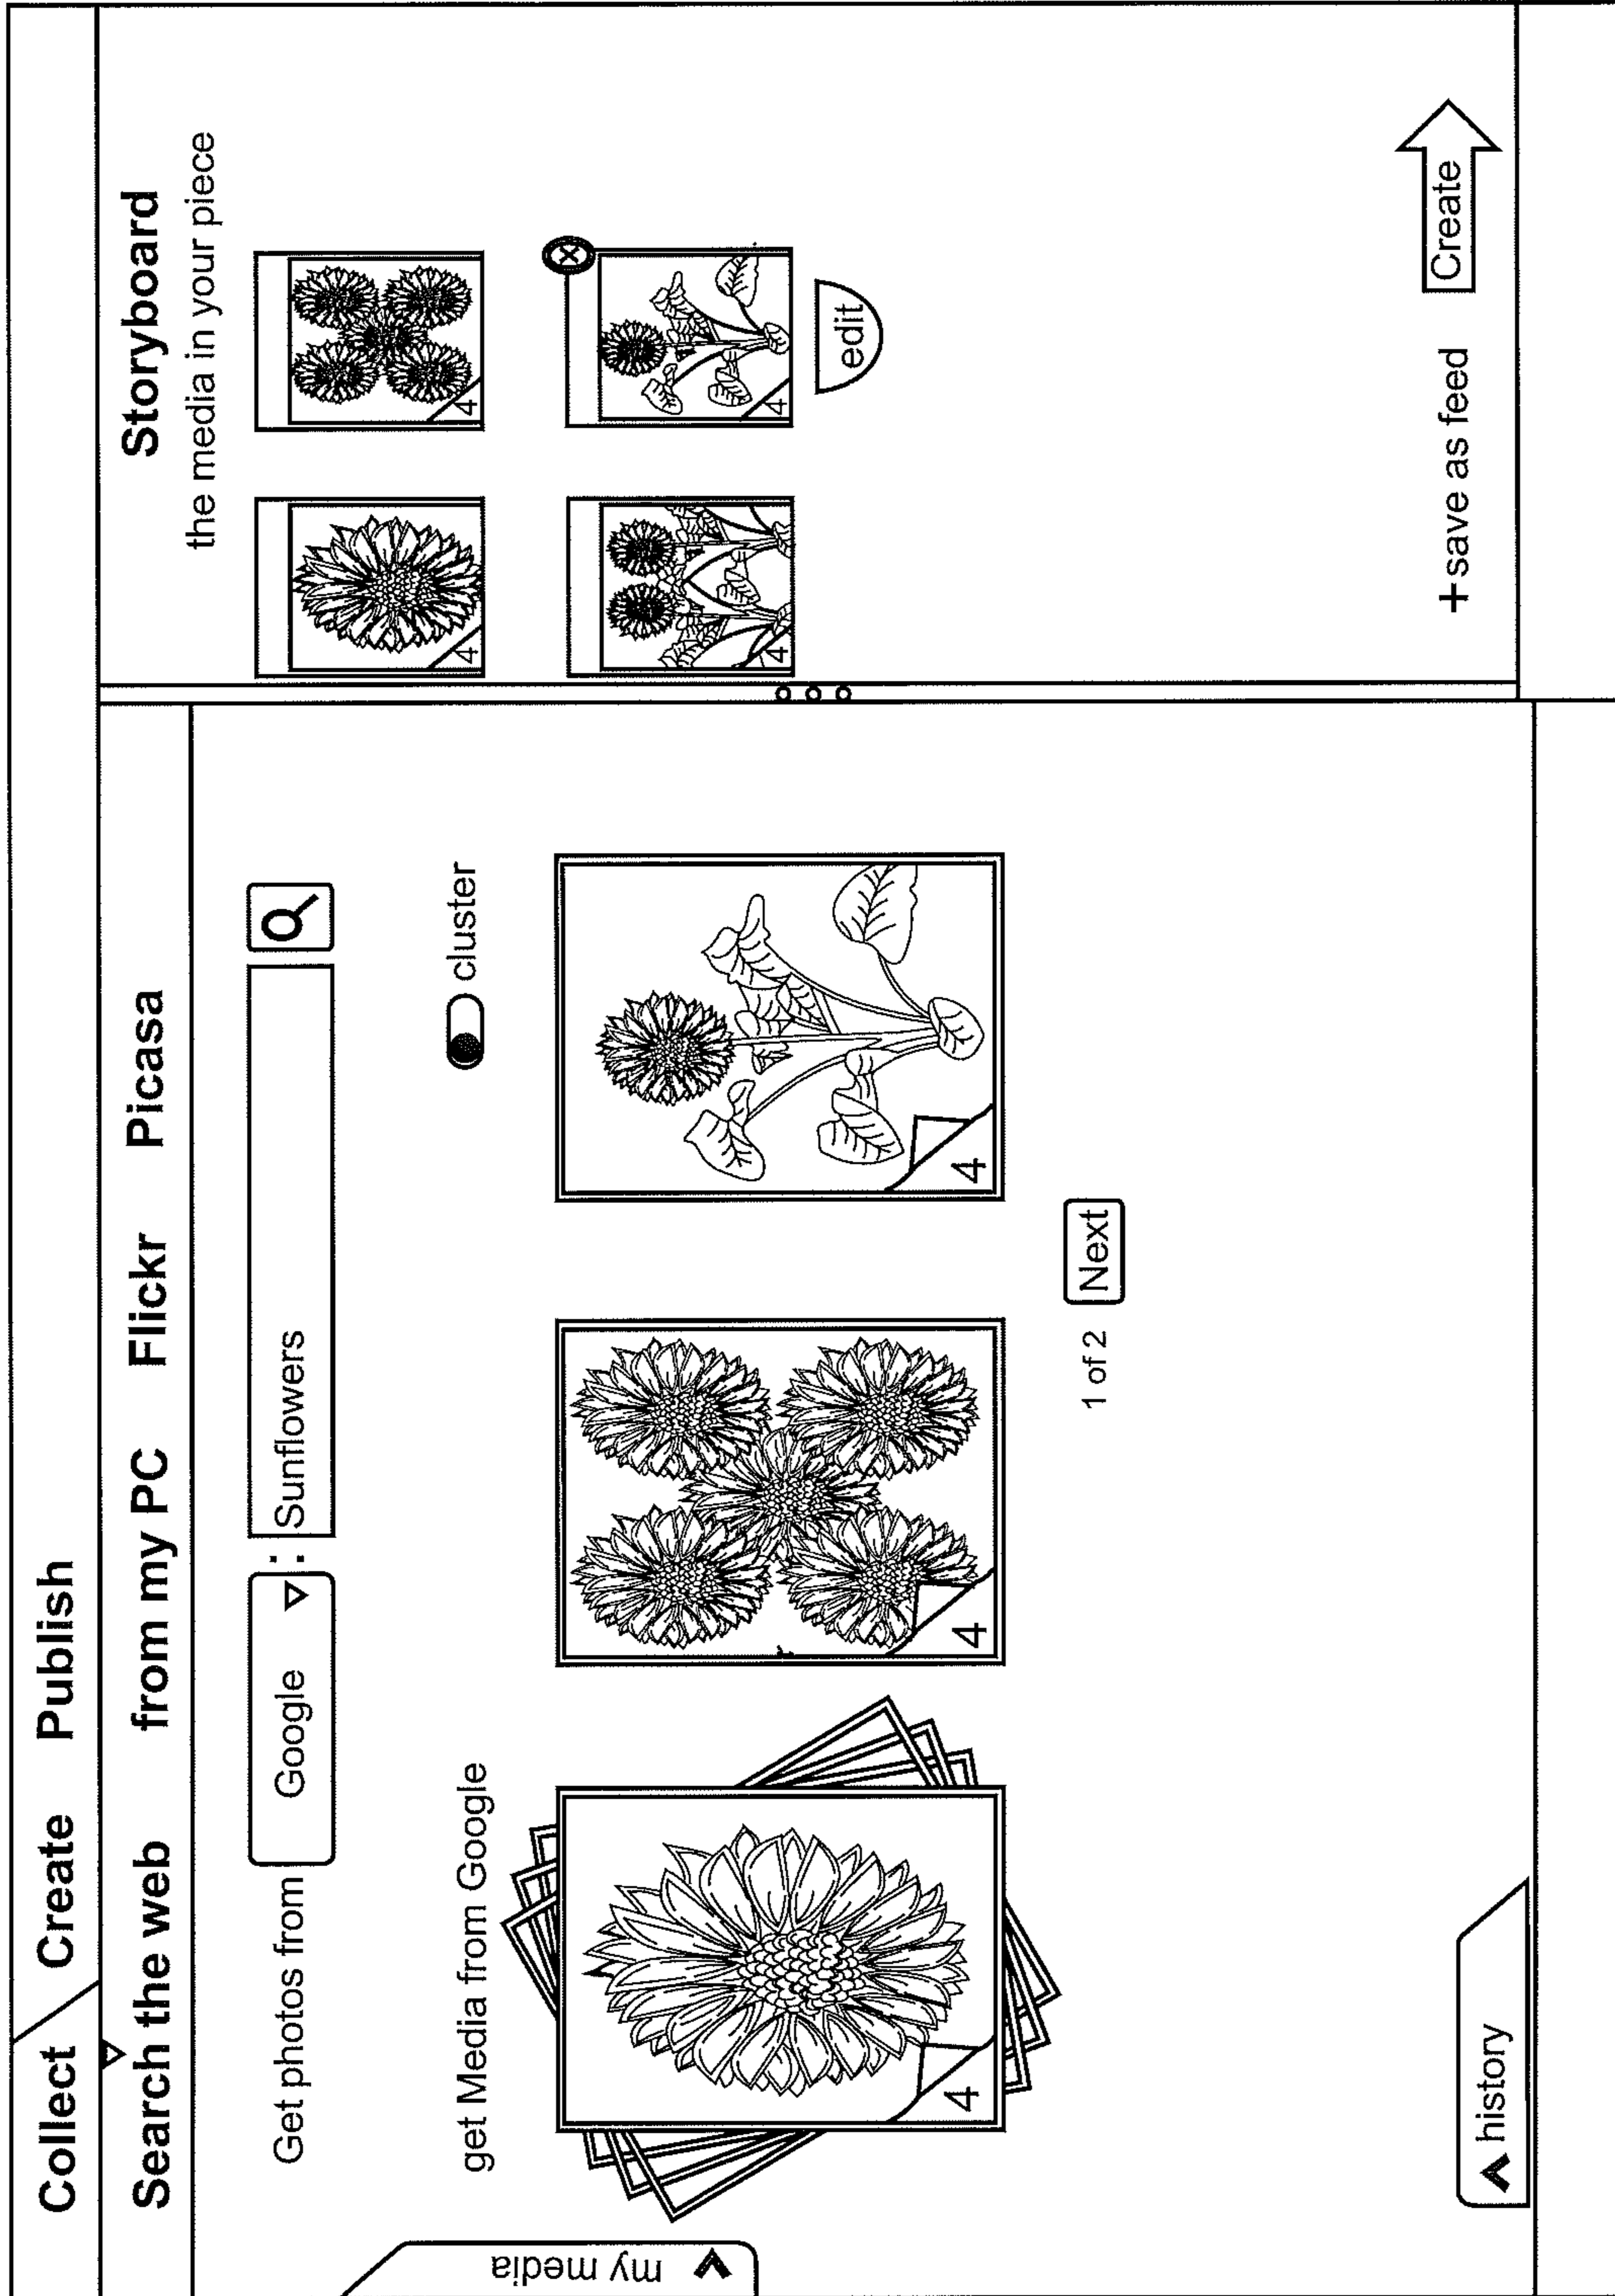 Collect Create Publish
Search the web from my PC Flickr Picasa
Get photos from Google : Sunflowers
get Media from Google
cluster
4
4
4
1 of 2 Next
my media
history
Storyboard
the media in your piece
4
4
4
4
edit
+save as feed
Create